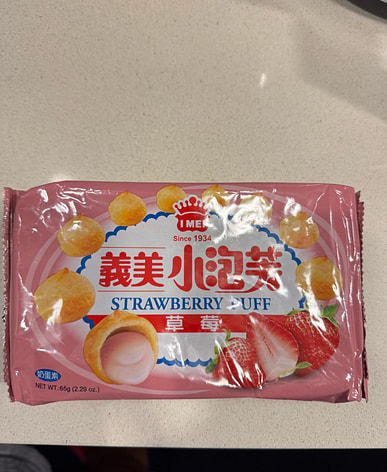 I MEI
Since 1934
義美 小泡芙
STRAWBERRY PUFF
草莓
奶蛋素
NET WT: 65g (2.29 oz.)